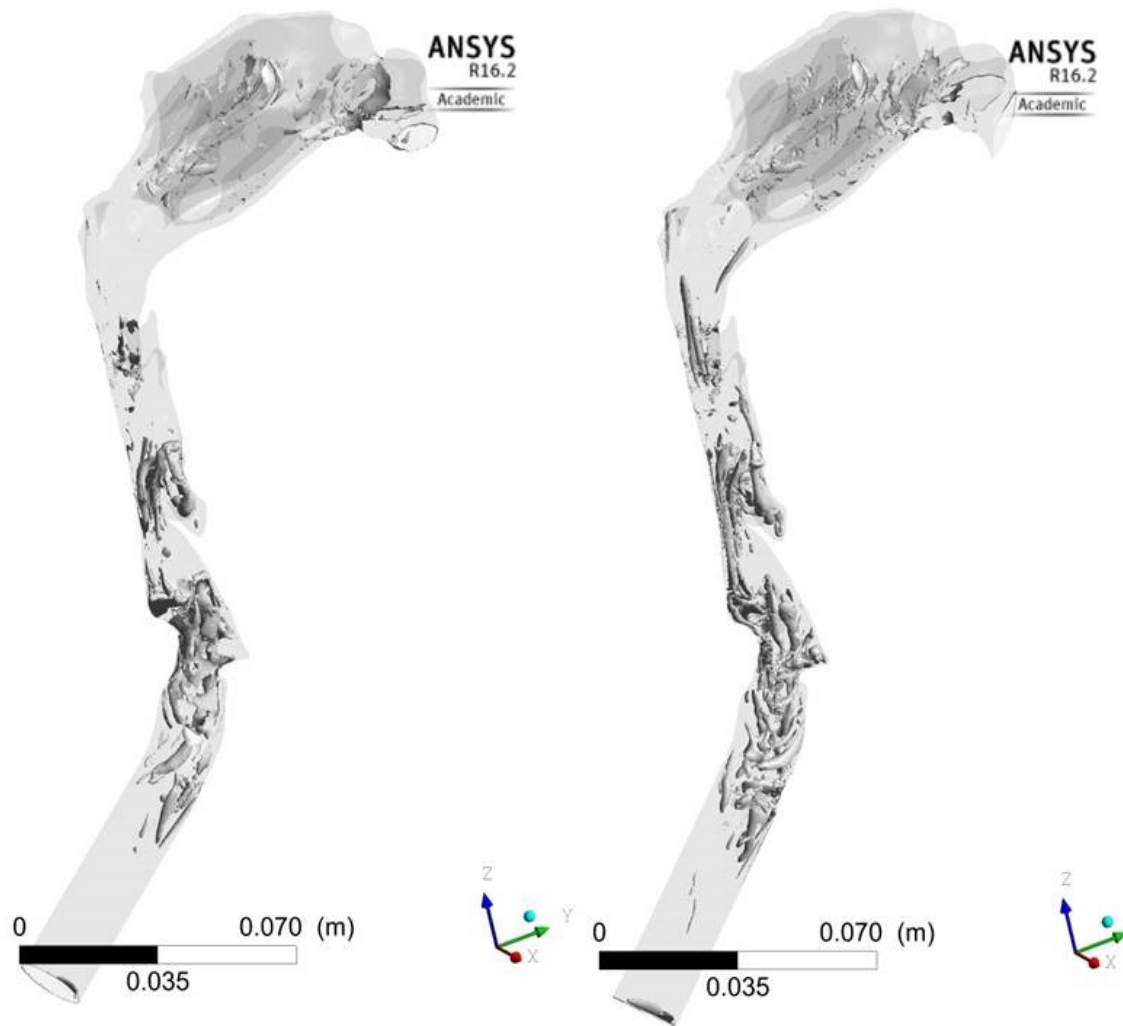 ANSYS
R16.2
Academic
ANSYS
R16.2
Academic
Z
Y
X
0 0.070 (m)
0.035
Z
X
0 0.070 (m)
0.035